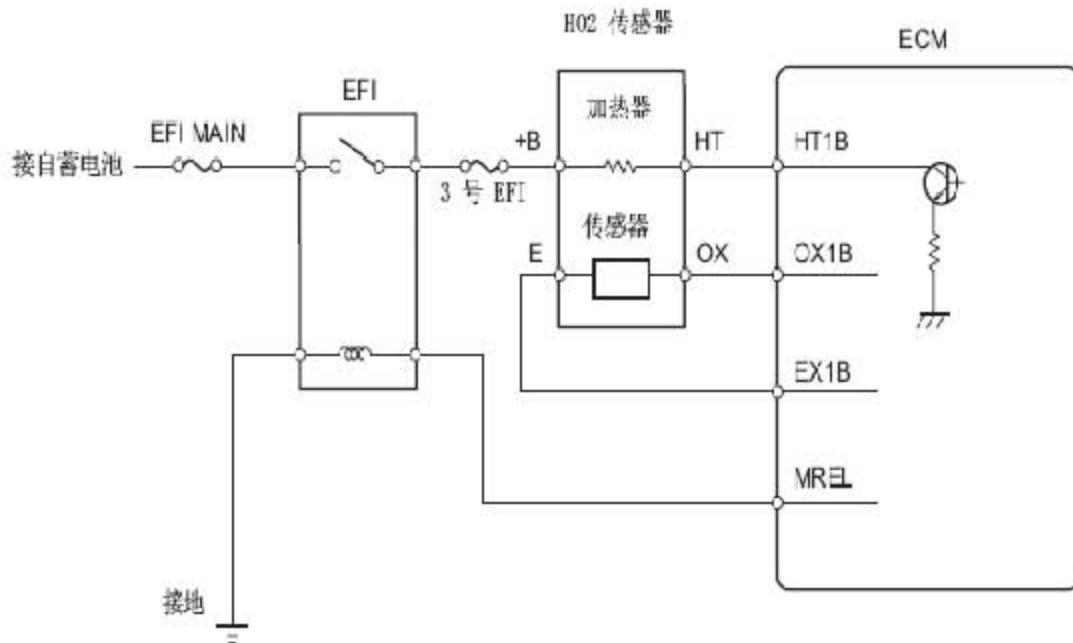 HO2 传感器
ECM
EFI
加热器
EFI MAIN
+B
HT
HT1B
接自蓄电池
3 号 EFI
传感器
E
OX
OX1B
EX1B
MREL
接地